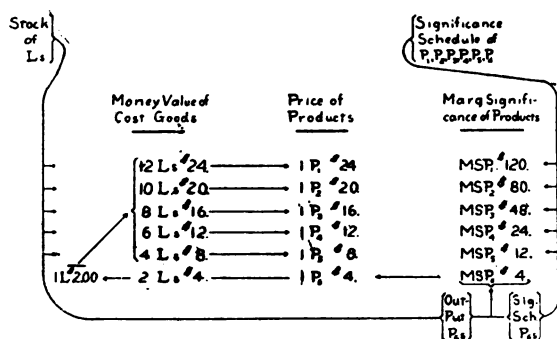 Stock of Ls
Significance Schedule of P₁,P₂,P₃,P₄,P₅,P₆
Money Value of Cost Goods
Price of Products
Marg Significance of Products
12 Ls $24. 1 P₁ $24 MSP₁ $120.
10 Ls $20. 1 P₂ $20. MSP₂ $80.
8 Ls $16. 1 P₃ $16. MSP₃ $48.
6 Ls $12. 1 P₄ $12. MSP₄ $24.
4 Ls $8. 1 P₅ $8. MSP₅ $12.
1L $2.00 2 Ls $4. 1 P₆ $4. MSP₆ $4.
Out-Put P₆s
Sig. Sch P₆s